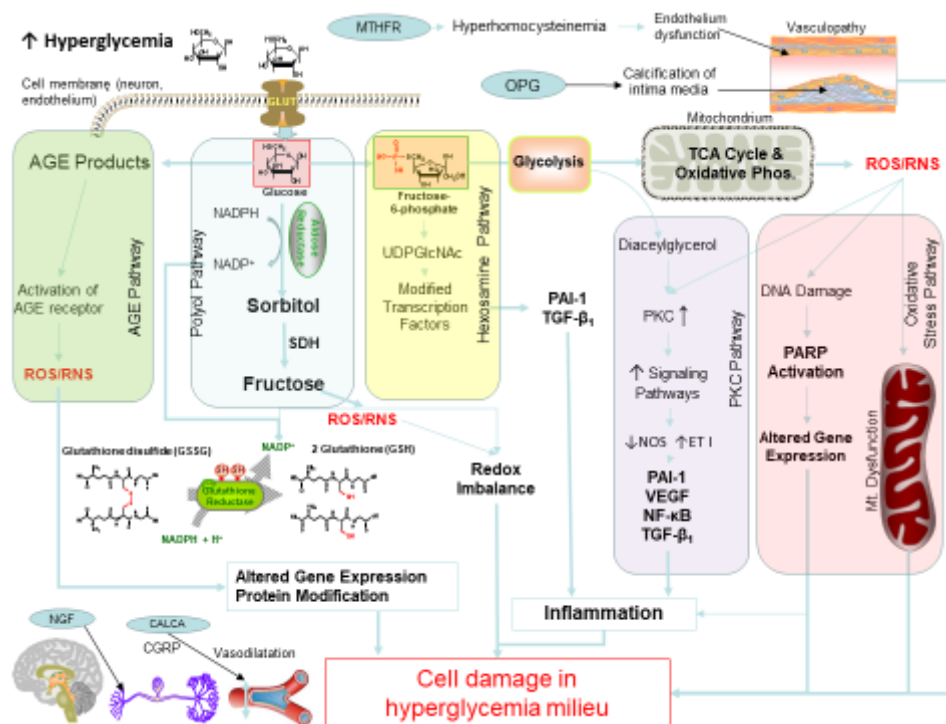 ↑ Hyperglycemia
MTHFR
Hyperhomocysteinemia
Endothelium
dysfunction
Vasculopathy
Cell membrane (neuron,
endothelium)
GLUT
OPG
Calcification of
intima media
Mitochondrium
AGE Products
Glucose
Fructose-
6-phosphate
Glycolysis
TCA Cycle &
Oxidative Phos.
ROS/RNS
NADPH
NADP+
Aldose
Reductase
UDPGlcNAc
Diaceylglycerol
Activation of
AGE receptor
AGE Pathway
Polyol Pathway
Sorbitol
Modified
Transcription
Factors
Hexosamine Pathway
PAI-1
TGF-β₁
PKC ↑
PKC Pathway
DNA Damage
Oxidative
Stress Pathway
SDH
ROS/RNS
Fructose
↑ Signaling
Pathways
PARP
Activation
ROS/RNS
↓NOS ↑ET I
Altered Gene
Expression
Mt. Dysfunction
Glutathione disulfide (GSSG)
NADP+
2 Glutathione (GSH)
SH SH
Glutathione
Reductase
NADPH + H+
Redox
Imbalance
PAI-1
VEGF
NF-κB
TGF-β₁
Altered Gene Expression
Protein Modification
Inflammation
NGF
CALCA
CGRP
Vasodilatation
Cell damage in
hyperglycemia milieu